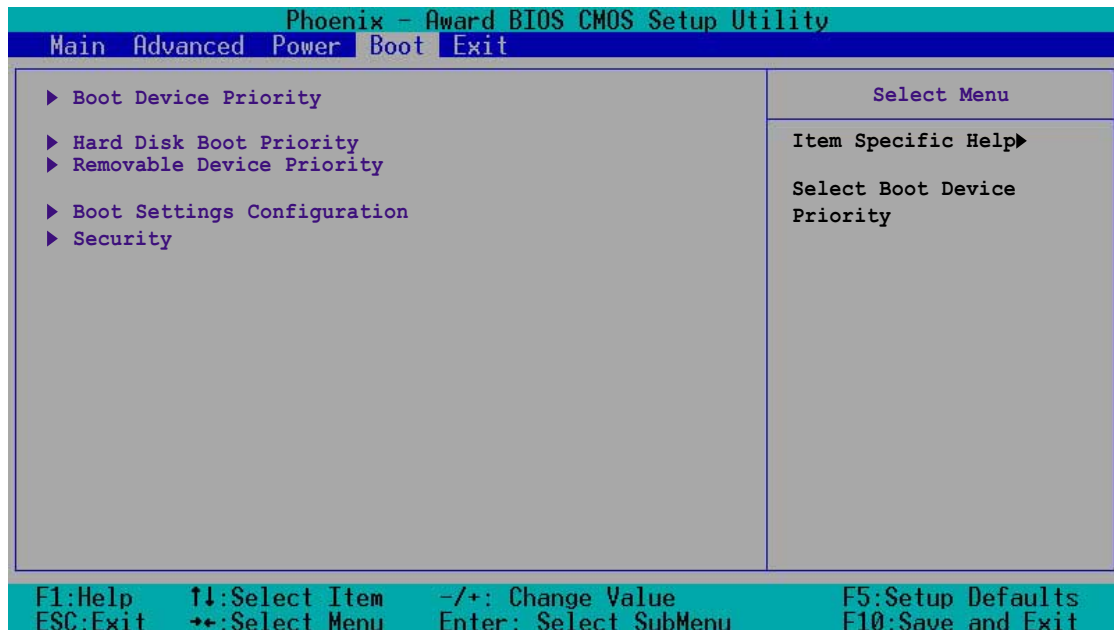 Phoenix - Award BIOS CMOS Setup Utility
Main Advanced Power Boot Exit
▶ Boot Device Priority
▶ Hard Disk Boot Priority
▶ Removable Device Priority
▶ Boot Settings Configuration
▶ Security
Select Menu
Item Specific Help▶
Select Boot Device
Priority
F1:Help ↑↓:Select Item -/+: Change Value F5:Setup Defaults
ESC:Exit →←:Select Menu Enter: Select SubMenu F10:Save and Exit